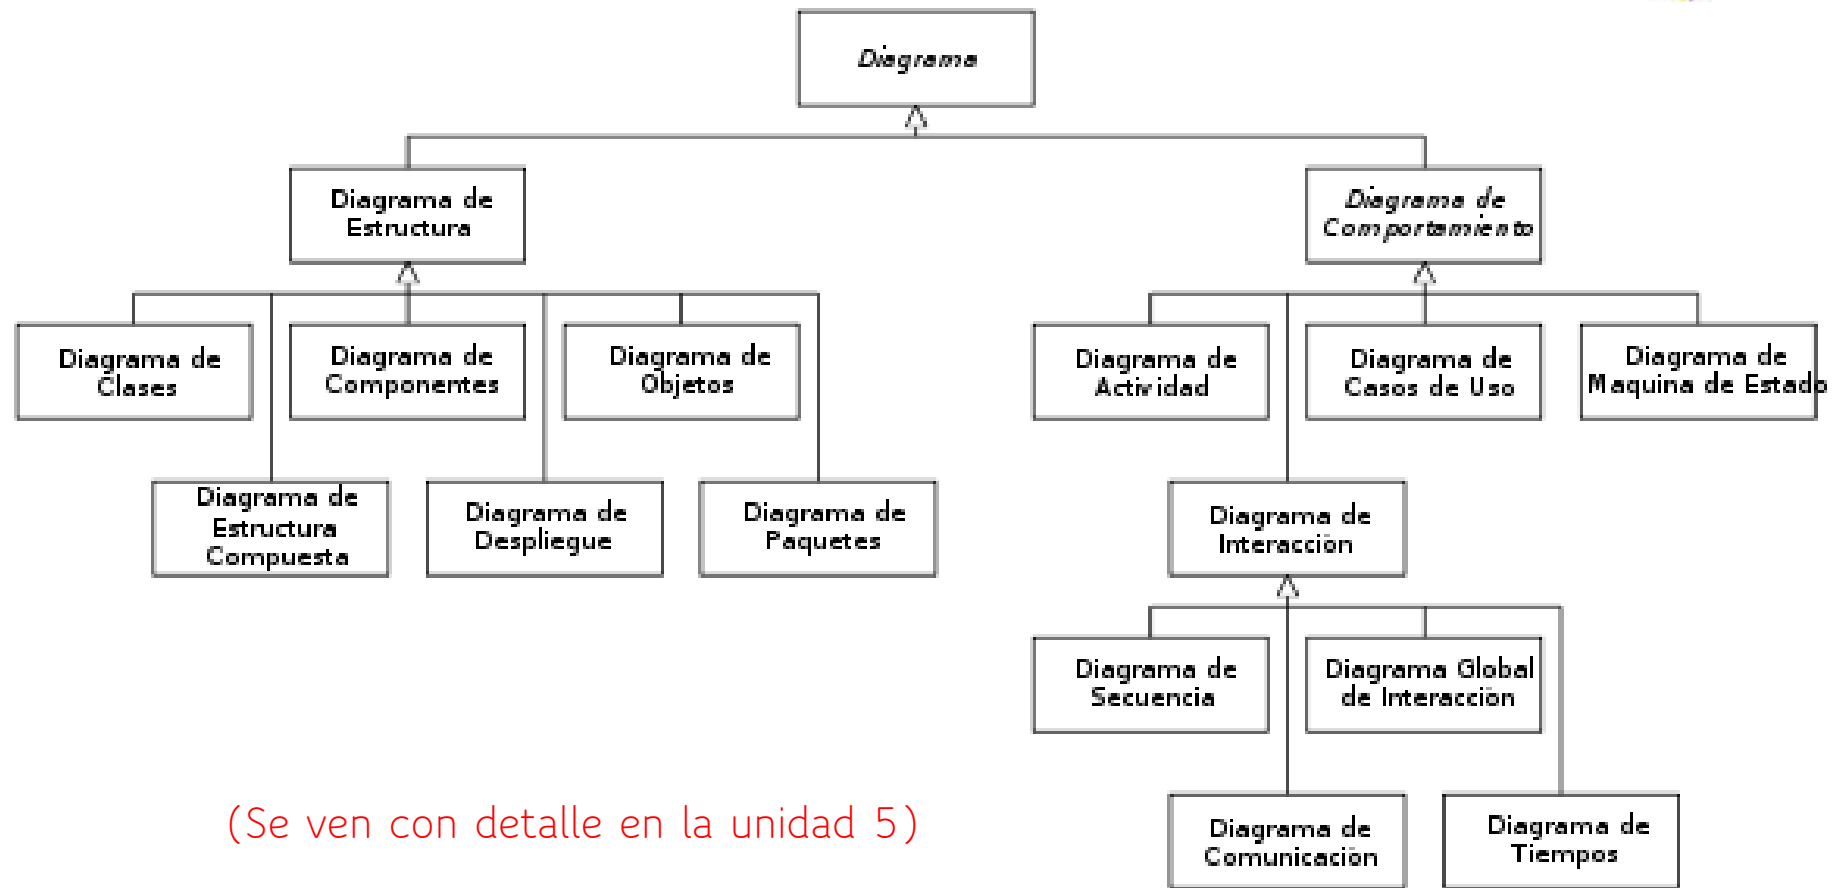 Diagrama
Diagrama de
Estructura
Diagrama de
Comportamiento
Diagrama de
Clases
Diagrama de
Componentes
Diagrama de
Objetos
Diagrama de
Actividad
Diagrama de
Casos de Uso
Diagrama de
Maquina de Estado
Diagrama de
Estructura
Compuesta
Diagrama de
Despliegue
Diagrama de
Paquetes
Diagrama de
Interacción
Diagrama de
Secuencia
Diagrama Global
de Interacción
Diagrama de
Comunicación
Diagrama de
Tiempos
(Se ven con detalle en la unidad 5)